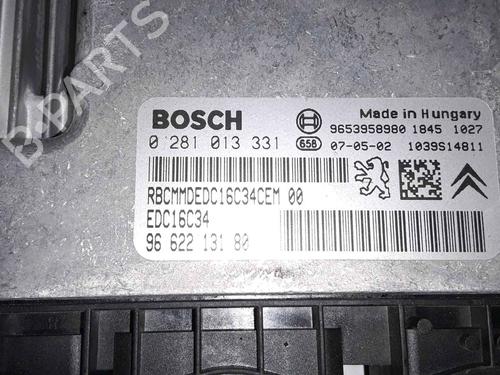 BOSCH
0 281 013 331
658
Made in Hungary
9653958980 1845 1027
07-05-02 1039S14811
RBCMMDEDC16C34CEM 00
EDC16C34
96 622 131 80